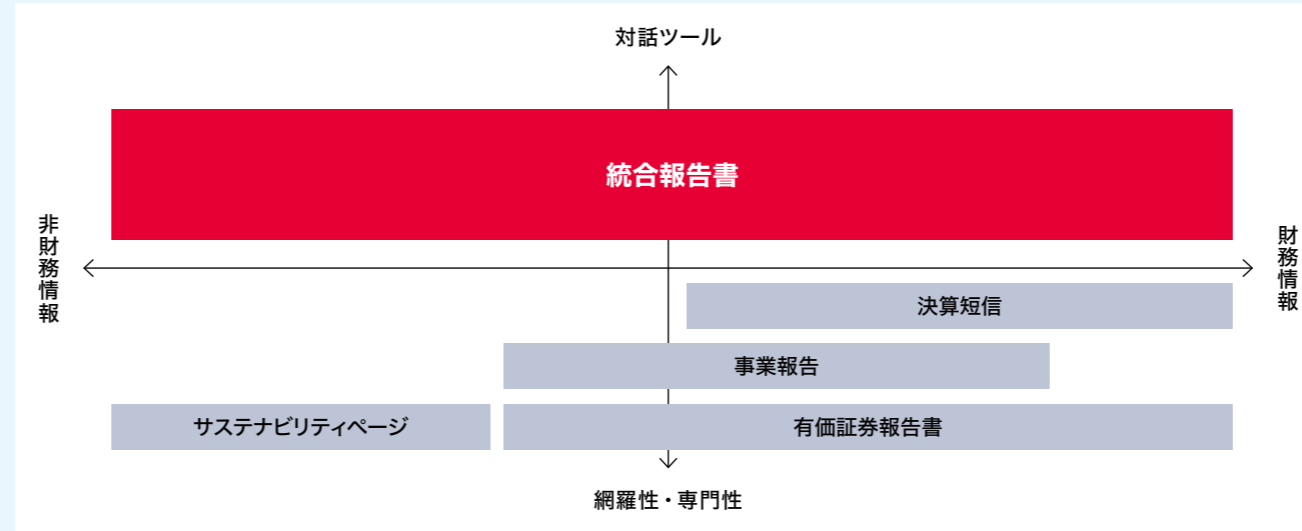 対話ツール
統合報告書
非財務情報
財務情報
決算短信
事業報告
サステナビリティページ
有価証券報告書
網羅性・専門性